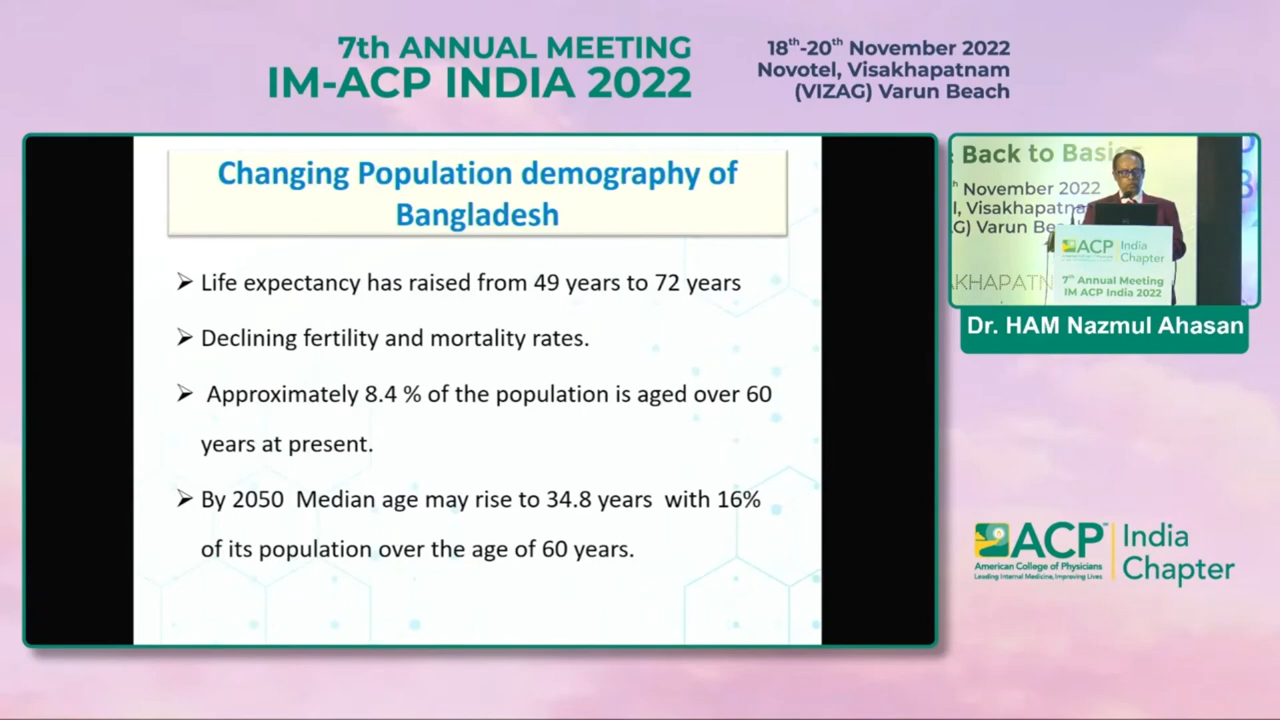 7th ANNUAL MEETING
IM-ACP INDIA 2022
18th-20th November 2022
Novotel, Visakhapatnam
(VIZAG) Varun Beach
Changing Population demography of
Bangladesh
➢ Life expectancy has raised from 49 years to 72 years
➢ Declining fertility and mortality rates.
➢ Approximately 8.4 % of the population is aged over 60
years at present.
➢ By 2050 Median age may rise to 34.8 years with 16%
of its population over the age of 60 years.
Back to Basi
November 2022
I, Visakhapatna
G) Varun Be
AKHAPATN
ACP India
Chapter
7th Annual Meeting
IM ACP India 2022
Dr. HAM Nazmul Ahasan
ACP™
American College of Physicians
Leading Internal Medicine, Improving Lives
India
Chapter